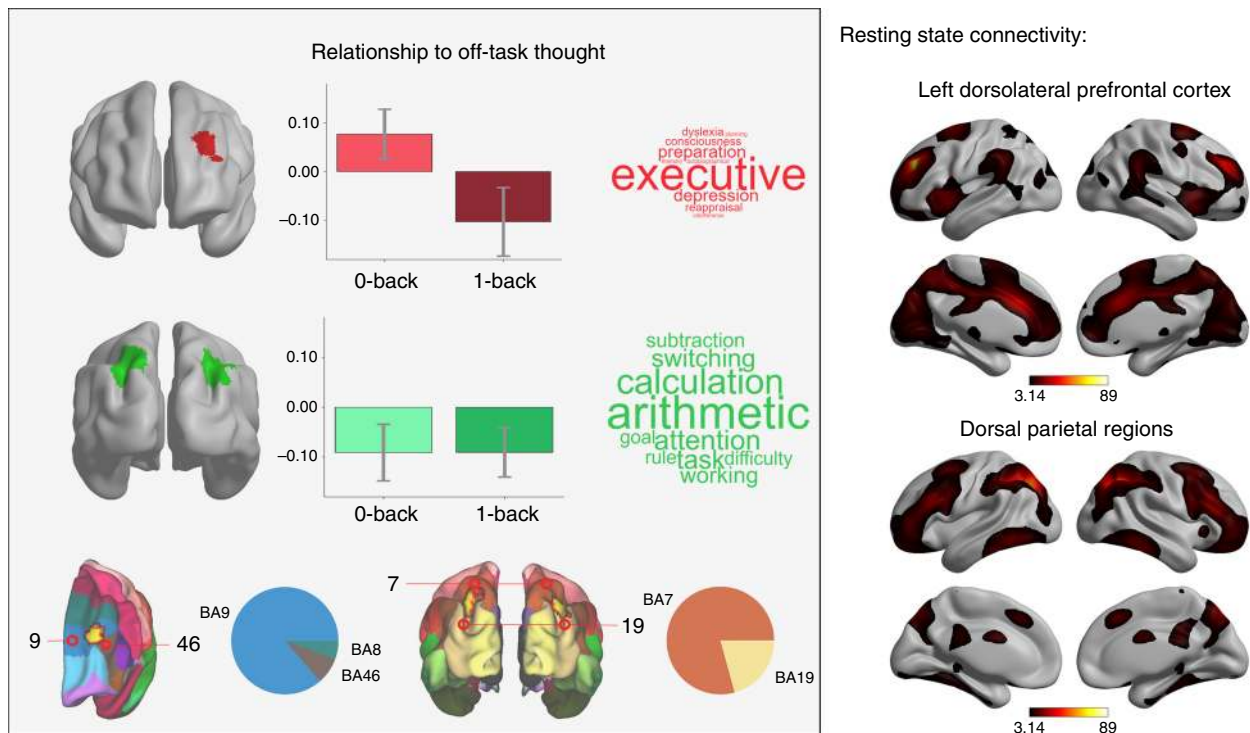 Relationship to off-task thought
0.10
0.00
−0.10
0-back
1-back
dyslexia
consciousness
preparation
executive
depression
reappraisal
0.10
0.00
−0.10
0-back
1-back
subtraction
switching
calculation
arithmetic
goal attention
rule task difficulty
working
9
46
BA9
BA8
BA46
7
19
BA7
BA19
Resting state connectivity:
Left dorsolateral prefrontal cortex
3.14
89
Dorsal parietal regions
3.14
89